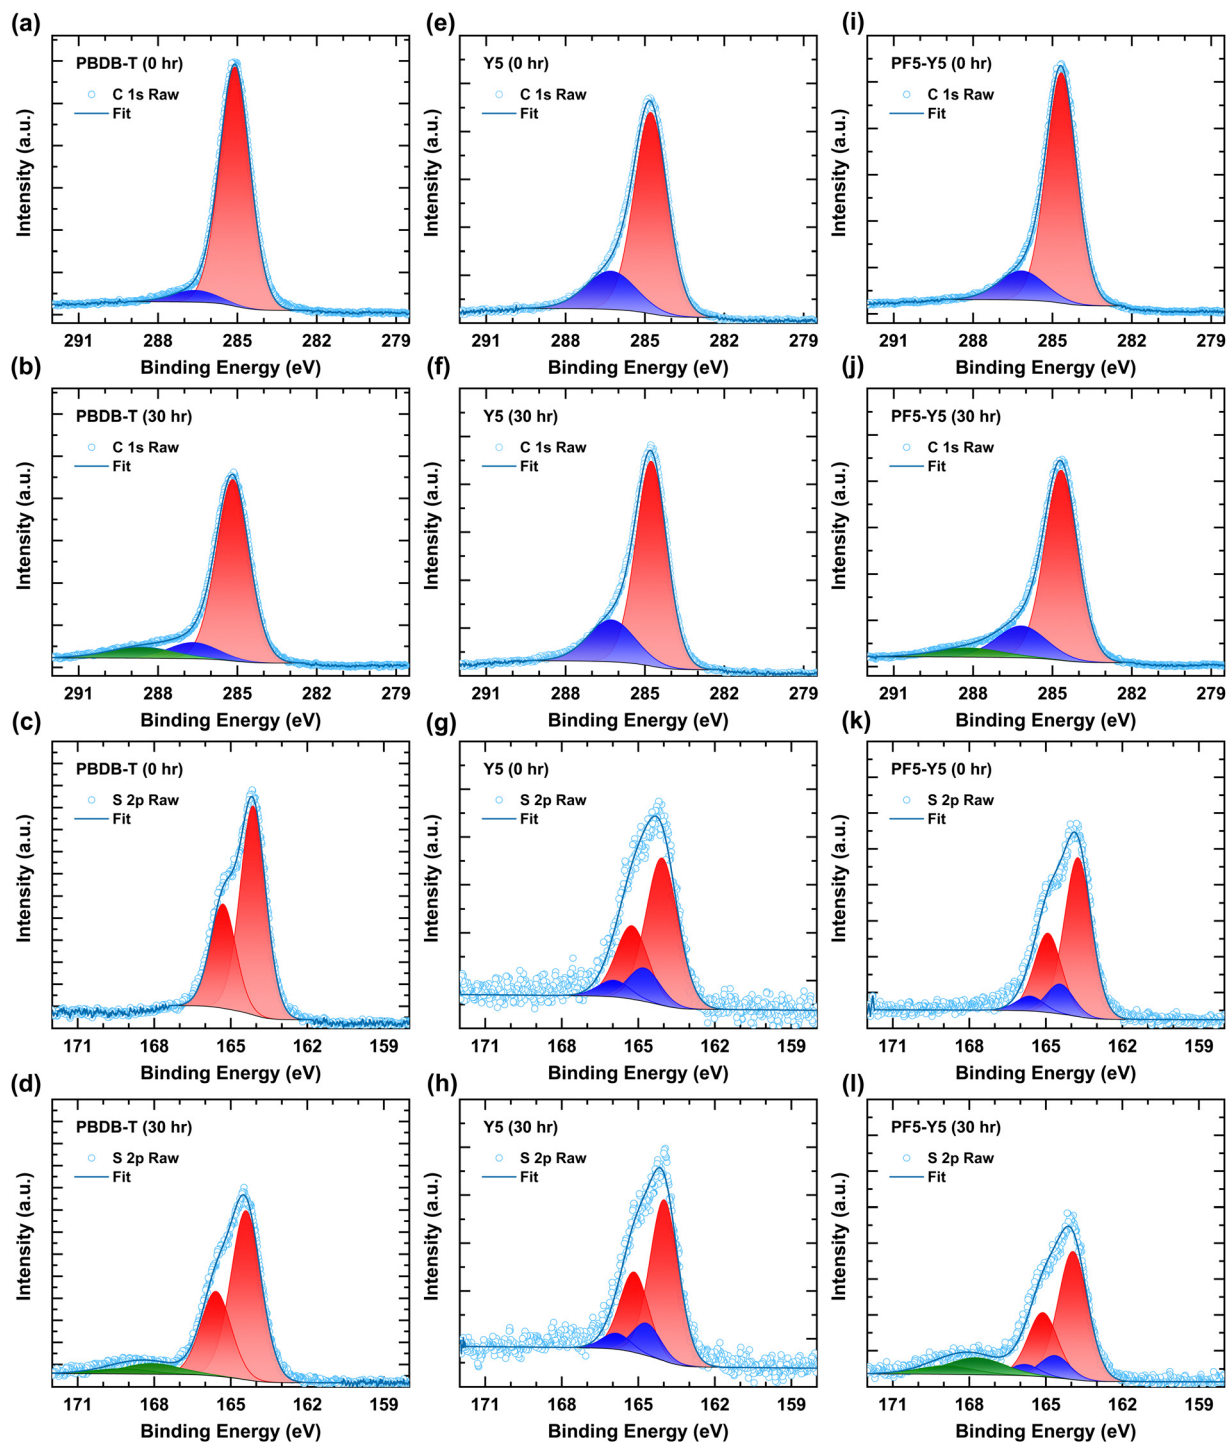 (a)
PBDB-T (0 hr)
C 1s Raw
Fit
Intensity (a.u.)
291 288 285 282 279
Binding Energy (eV)
(e)
Y5 (0 hr)
C 1s Raw
Fit
Intensity (a.u.)
291 288 285 282 279
Binding Energy (eV)
(i)
PF5-Y5 (0 hr)
C 1s Raw
Fit
Intensity (a.u.)
291 288 285 282 279
Binding Energy (eV)
(b)
PBDB-T (30 hr)
C 1s Raw
Fit
Intensity (a.u.)
291 288 285 282 279
Binding Energy (eV)
(f)
Y5 (30 hr)
C 1s Raw
Fit
Intensity (a.u.)
291 288 285 282 279
Binding Energy (eV)
(j)
PF5-Y5 (30 hr)
C 1s Raw
Fit
Intensity (a.u.)
291 288 285 282 279
Binding Energy (eV)
(c)
PBDB-T (0 hr)
S 2p Raw
Fit
Intensity (a.u.)
171 168 165 162 159
Binding Energy (eV)
(g)
Y5 (0 hr)
S 2p Raw
Fit
Intensity (a.u.)
171 168 165 162 159
Binding Energy (eV)
(k)
PF5-Y5 (0 hr)
S 2p Raw
Fit
Intensity (a.u.)
171 168 165 162 159
Binding Energy (eV)
(d)
PBDB-T (30 hr)
S 2p Raw
Fit
Intensity (a.u.)
171 168 165 162 159
Binding Energy (eV)
(h)
Y5 (30 hr)
S 2p Raw
Fit
Intensity (a.u.)
171 168 165 162 159
Binding Energy (eV)
(l)
PF5-Y5 (30 hr)
S 2p Raw
Fit
Intensity (a.u.)
171 168 165 162 159
Binding Energy (eV)